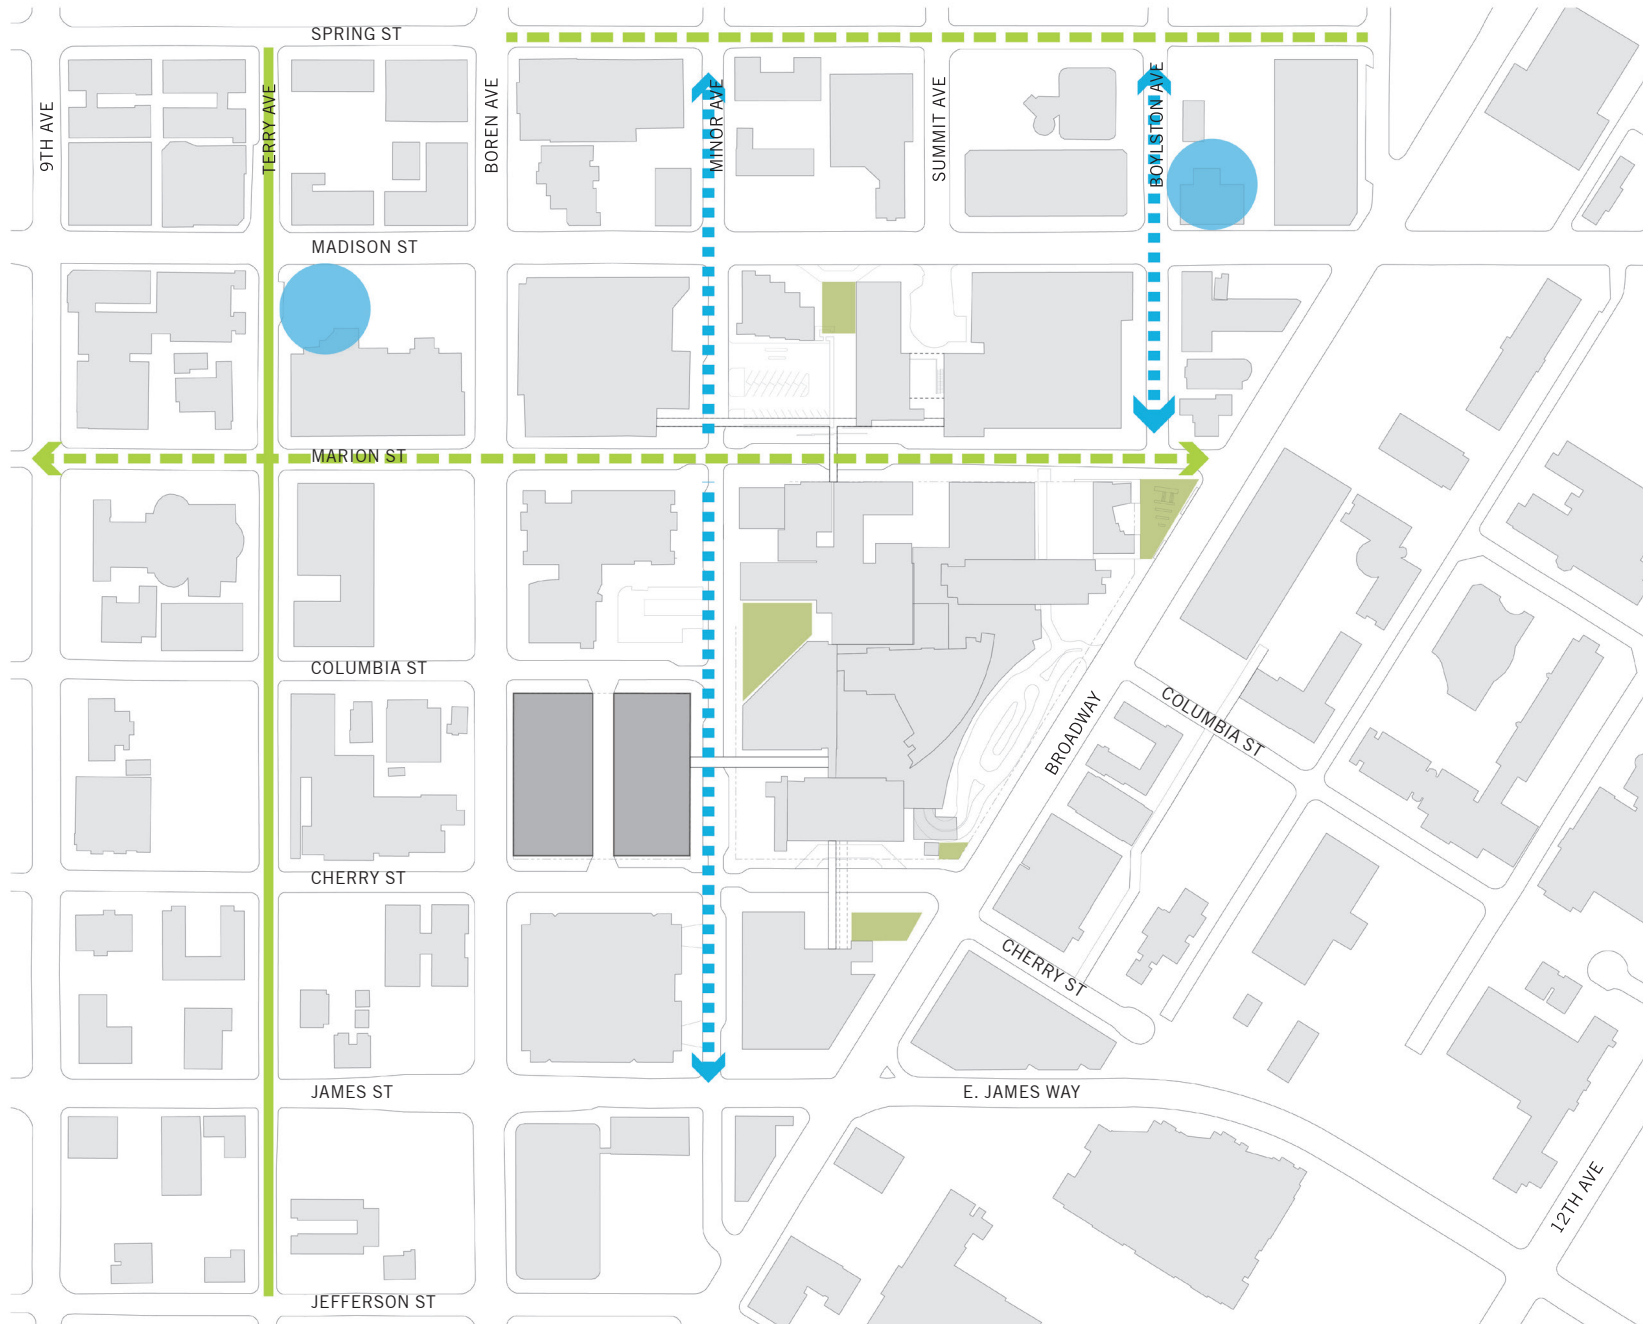 SPRING ST
9TH AVE
TERRY AVE
BOREN AVE
MINOR AVE
SUMMIT AVE
BOYLSTON AVE
MADISON ST
MARION ST
COLUMBIA ST
BROADWAY
COLUMBIA ST
CHERRY ST
CHERRY ST
JAMES ST
E. JAMES WAY
12TH AVE
JEFFERSON ST